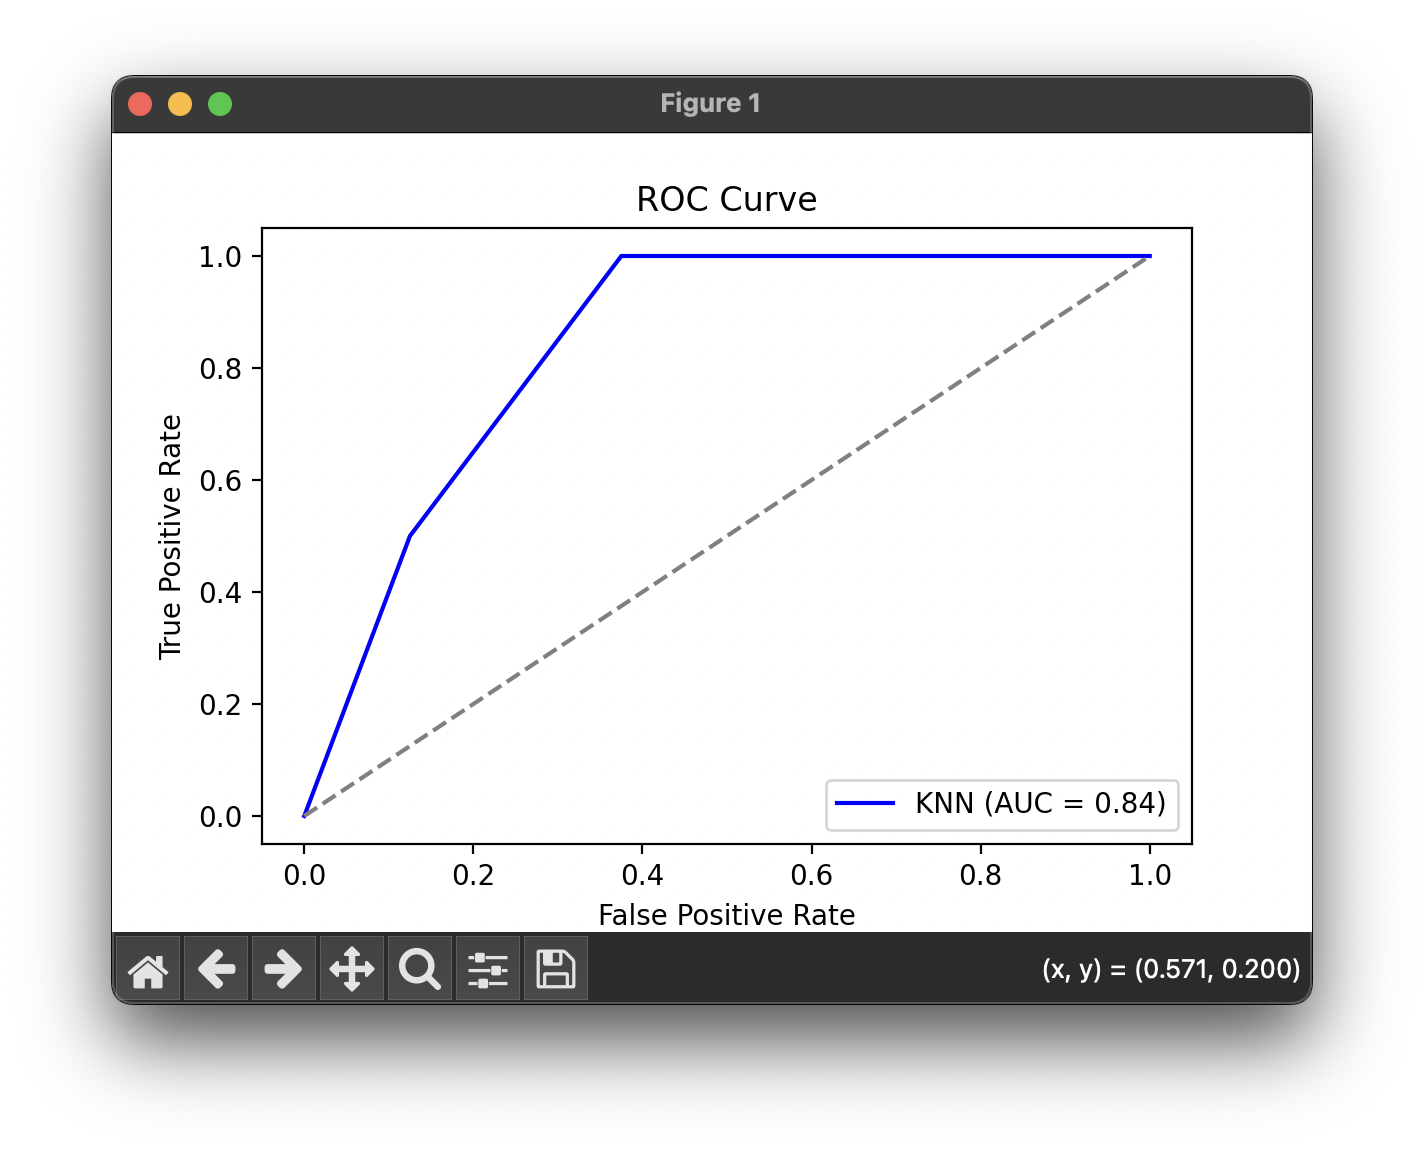 Figure 1
ROC Curve
1.0
0.8
0.6
0.4
0.2
0.0
True Positive Rate
KNN (AUC = 0.84)
0.0 0.2 0.4 0.6 0.8 1.0
False Positive Rate
(x, y) = (0.571, 0.200)